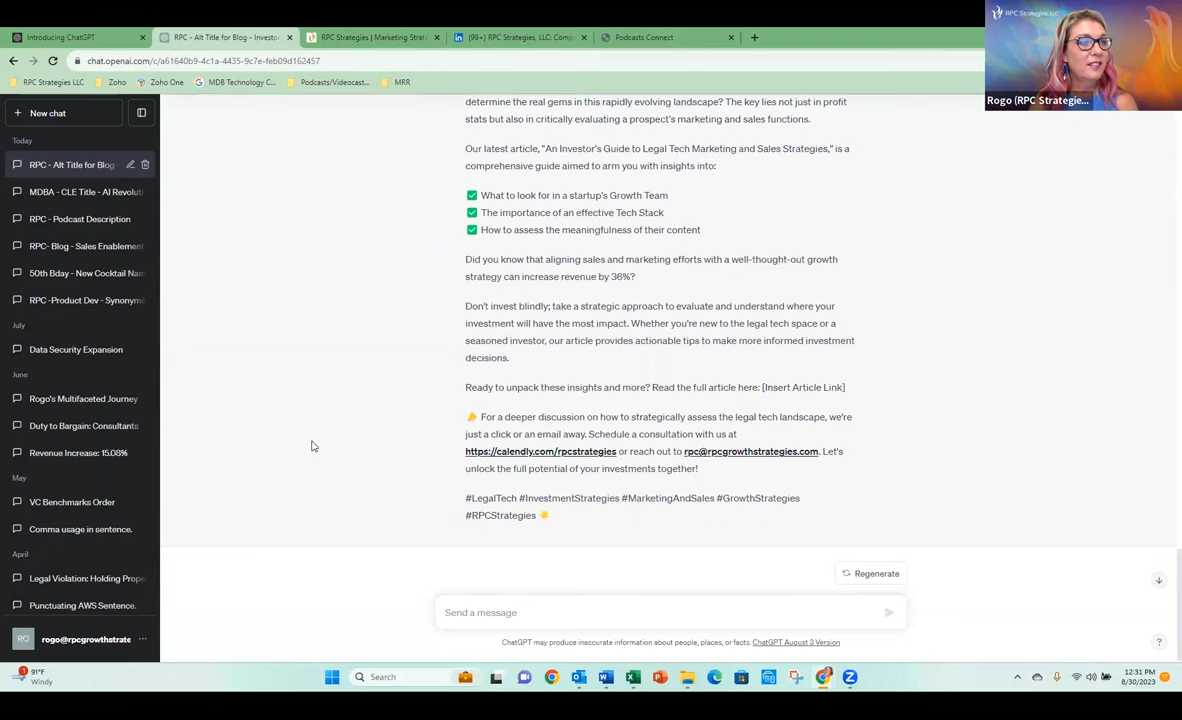 Introducing ChatGPT
RPC - Alt Title for Blog - Investor
RPC Strategies | Marketing Strat
(99+) RPC Strategies, LLC: Comp
Podcasts Connect
chat.openai.com/c/a61640b9-4c1a-4435-9c7e-feb09d162457
RPC Strategies LLC
Zoho
Zoho One
MDB Technology C...
Podcasts/Videocast...
MRR
RPC Strategies LLC
Rogo (RPC Strategie...
New chat
Today
RPC - Alt Title for Blog
MDBA - CLE Title - AI Revoluti
RPC - Podcast Description
RPC- Blog - Sales Enablement
50th Bday - New Cocktail Nam
RPC -Product Dev - Synonyme
July
Data Security Expansion
June
Rogo's Multifaceted Journey
Duty to Bargain: Consultants
Revenue Increase: 15.08%
May
VC Benchmarks Order
Comma usage in sentence.
April
Legal Violation: Holding Prope
Punctuating AWS Sentence.
rogo@rpcgrowthstrate
determine the real gems in this rapidly evolving landscape? The key lies not just in profit
stats but also in critically evaluating a prospect's marketing and sales functions.
Our latest article, "An Investor's Guide to Legal Tech Marketing and Sales Strategies," is a
comprehensive guide aimed to arm you with insights into:
✅ What to look for in a startup's Growth Team
✅ The importance of an effective Tech Stack
✅ How to assess the meaningfulness of their content
Did you know that aligning sales and marketing efforts with a well-thought-out growth
strategy can increase revenue by 36%?
Don't invest blindly; take a strategic approach to evaluate and understand where your
investment will have the most impact. Whether you're new to the legal tech space or a
seasoned investor, our article provides actionable tips to make more informed investment
decisions.
Ready to unpack these insights and more? Read the full article here: [Insert Article Link]
For a deeper discussion on how to strategically assess the legal tech landscape, we're
just a click or an email away. Schedule a consultation with us at
https://calendly.com/rpcstrategies or reach out to rpc@rpcgrowthstrategies.com. Let's
unlock the full potential of your investments together!
#LegalTech #InvestmentStrategies #MarketingAndSales #GrowthStrategies
#RPCStrategies
Regenerate
Send a message
ChatGPT may produce inaccurate information about people, places, or facts. ChatGPT August 3 Version
?
RO
91°F
Windy
Search
12:31 PM
8/30/2023